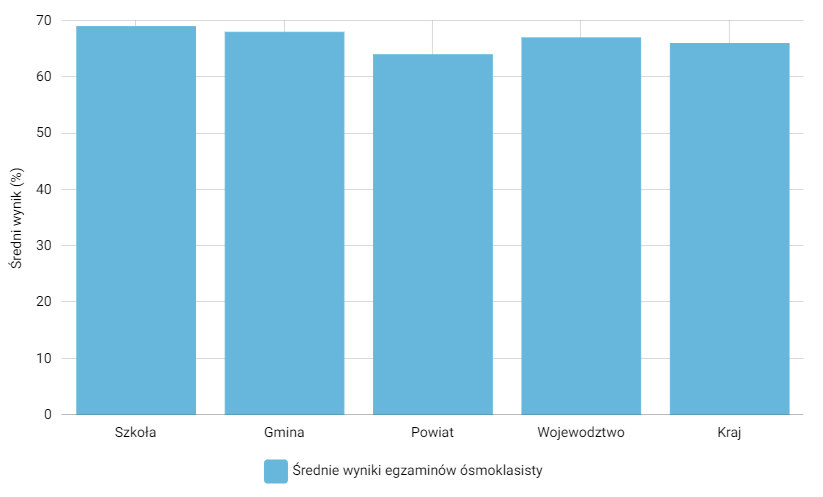 70
60
50
40
30
20
10
0
Średni wynik (%)
Szkoła Gmina Powiat Wojewodztwo Kraj
Średnie wyniki egzaminów ósmoklasisty